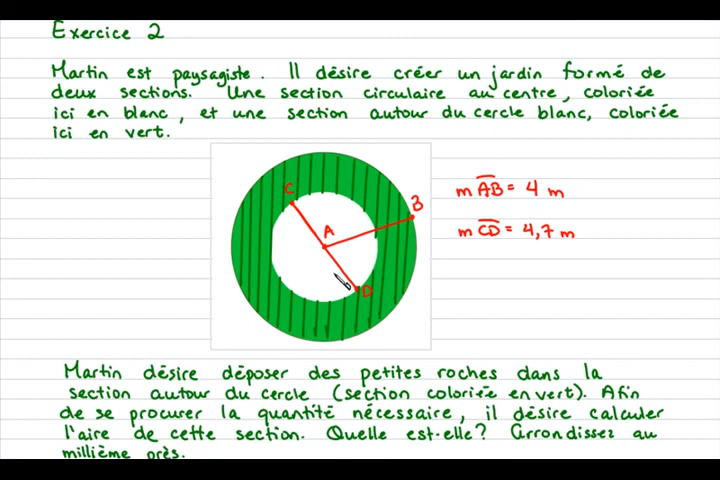 Exercice 2
Martin est paysagiste. Il désire créer un jardin formé de
deux sections. Une section circulaire au centre, coloriée
ici en blanc, et une section autour du cercle blanc, coloriée
ici en vert.
C
B
A
D
m AB = 4 m
m CD = 4,7 m
Martin désire déposer des petites roches dans la
section autour du cercle (section coloriée en vert). Afin
de se procurer la quantité nécessaire, il désire calculer
l'aire de cette section. Quelle est-elle? Arrondissez au
millième près.